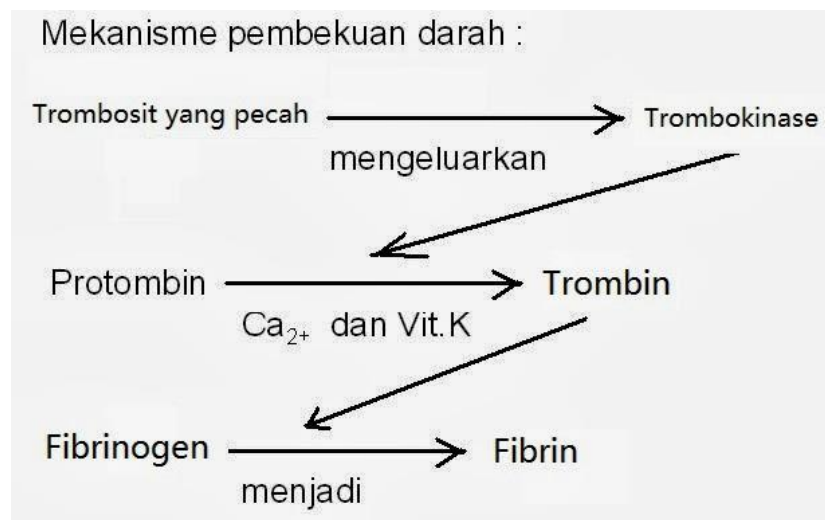 Mekanisme pembekuan darah :
Trombosit yang pecah Trombokinase
mengeluarkan
Protombin Trombin
Ca₂₊ dan Vit.K
Fibrinogen Fibrin
menjadi